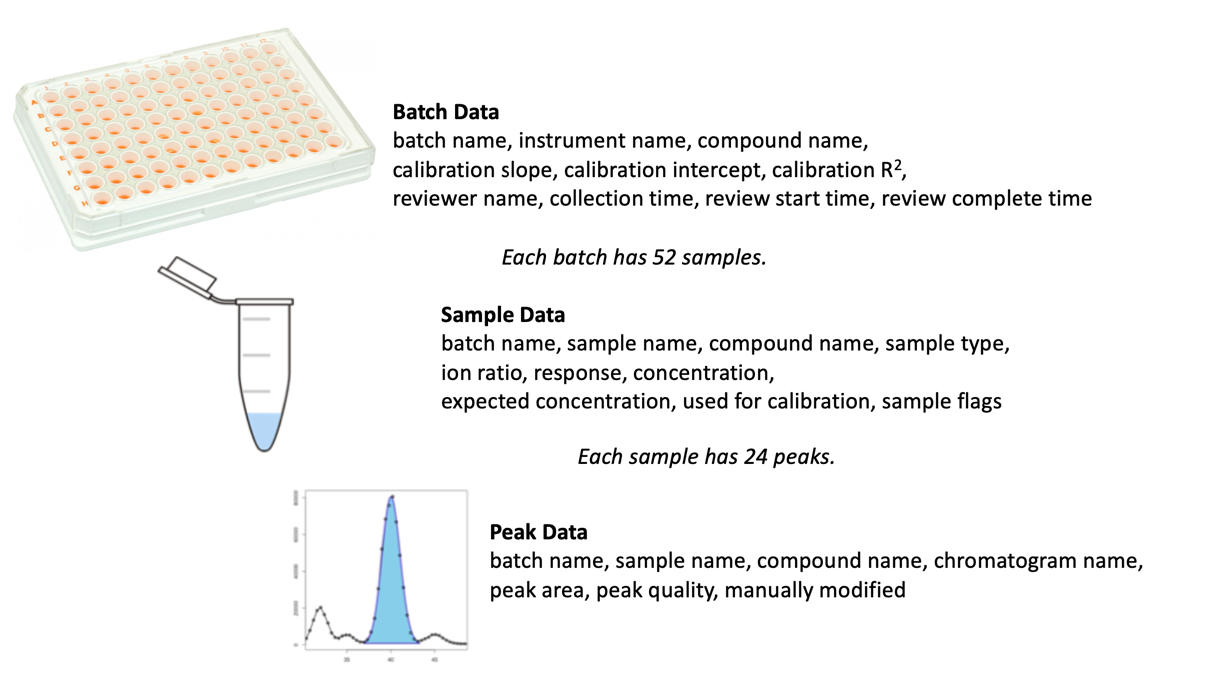 Batch Data
batch name, instrument name, compound name,
calibration slope, calibration intercept, calibration R²,
reviewer name, collection time, review start time, review complete time
Each batch has 52 samples.
Sample Data
batch name, sample name, compound name, sample type,
ion ratio, response, concentration,
expected concentration, used for calibration, sample flags
Each sample has 24 peaks.
Peak Data
batch name, sample name, compound name, chromatogram name,
peak area, peak quality, manually modified